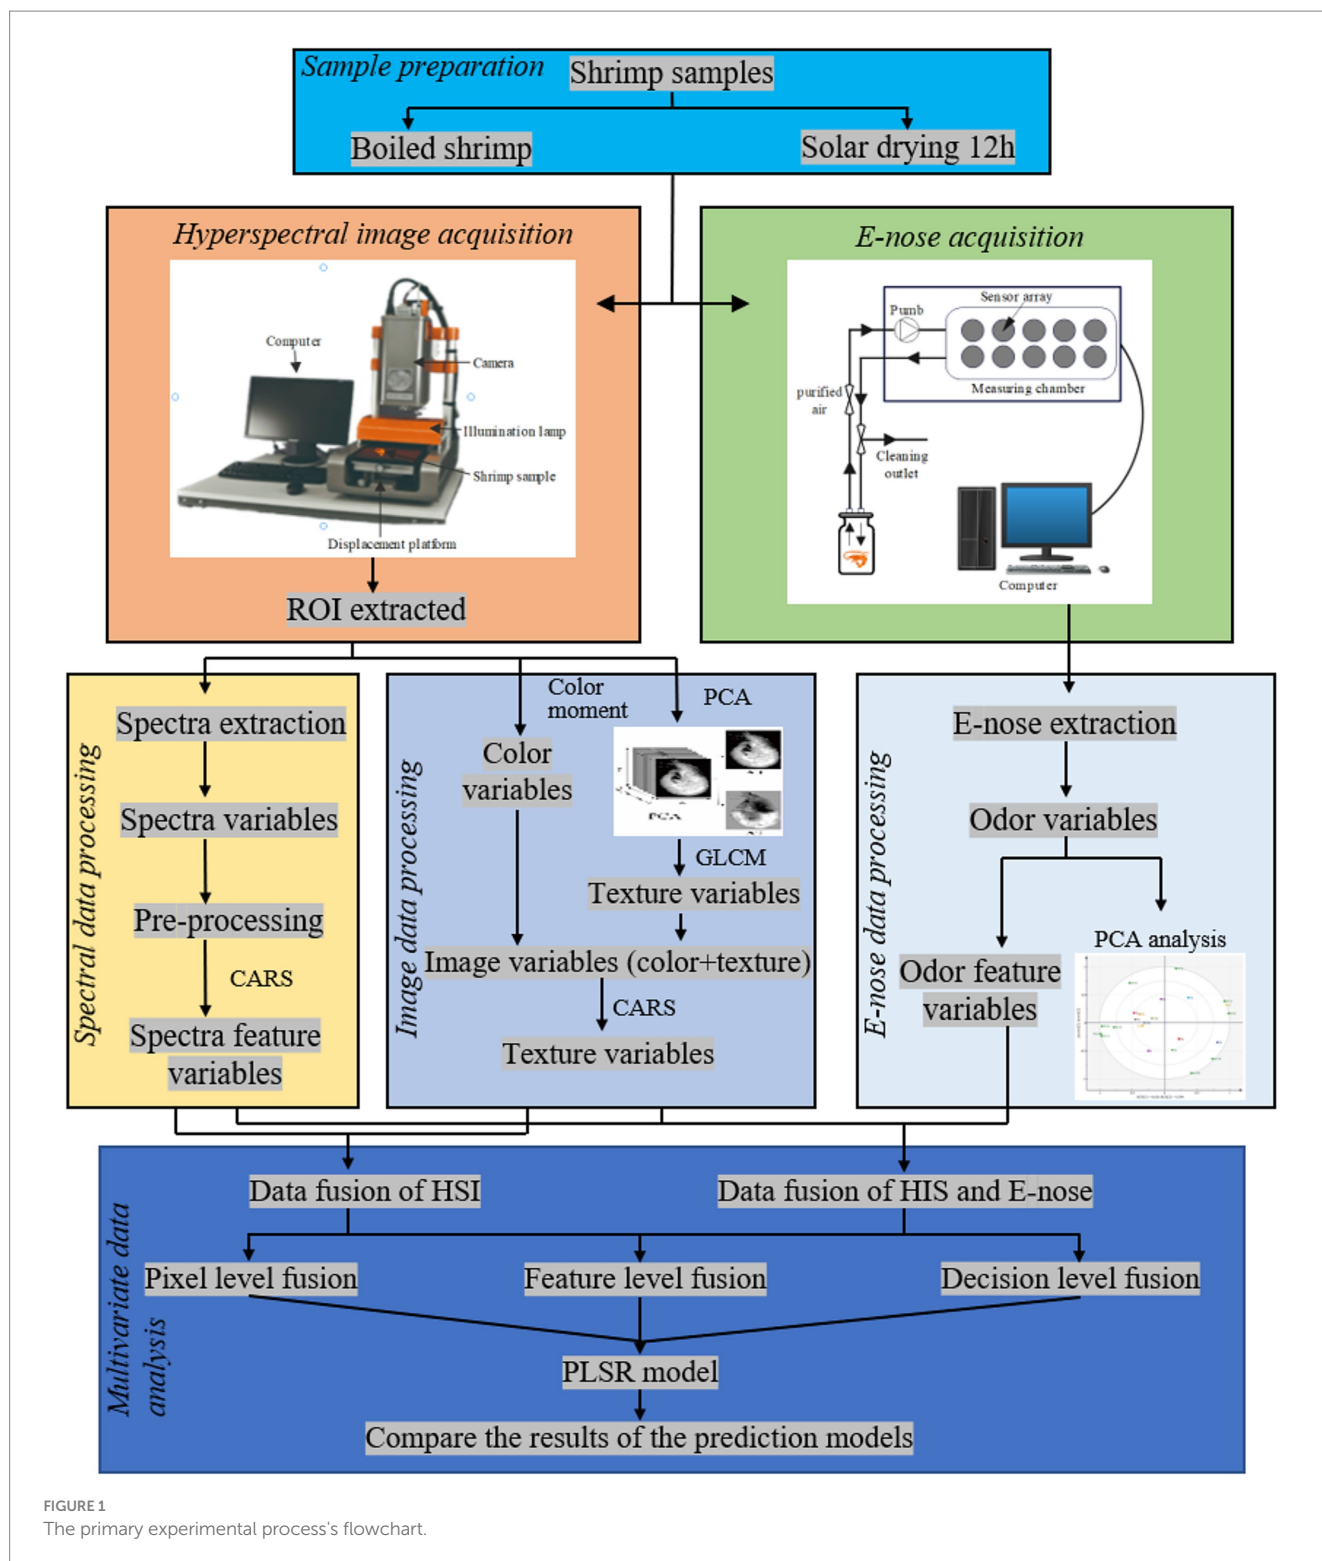 Sample preparation
Shrimp samples
Boiled shrimp
Solar drying 12h
Hyperspectral image acquisition
Computer
Camera
Illumination lamp
Shrimp sample
Displacement platform
ROI extracted
E-nose acquisition
Sensor array
Pumb
Measuring chamber
purified
air
Cleaning
outlet
Computer
Spectral data processing
Spectra extraction
Spectra variables
Pre-processing
CARS
Spectra feature
variables
Image data processing
Color
moment
PCA
Color
variables
PCA
GLCM
Texture variables
Image variables (color+texture)
CARS
Texture variables
E-nose data processing
E-nose extraction
Odor variables
Odor feature
variables
PCA analysis
Multivariate data
analysis
Data fusion of HSI
Data fusion of HIS and E-nose
Pixel level fusion
Feature level fusion
Decision level fusion
PLSR model
Compare the results of the prediction models
FIGURE 1
The primary experimental process's flowchart.